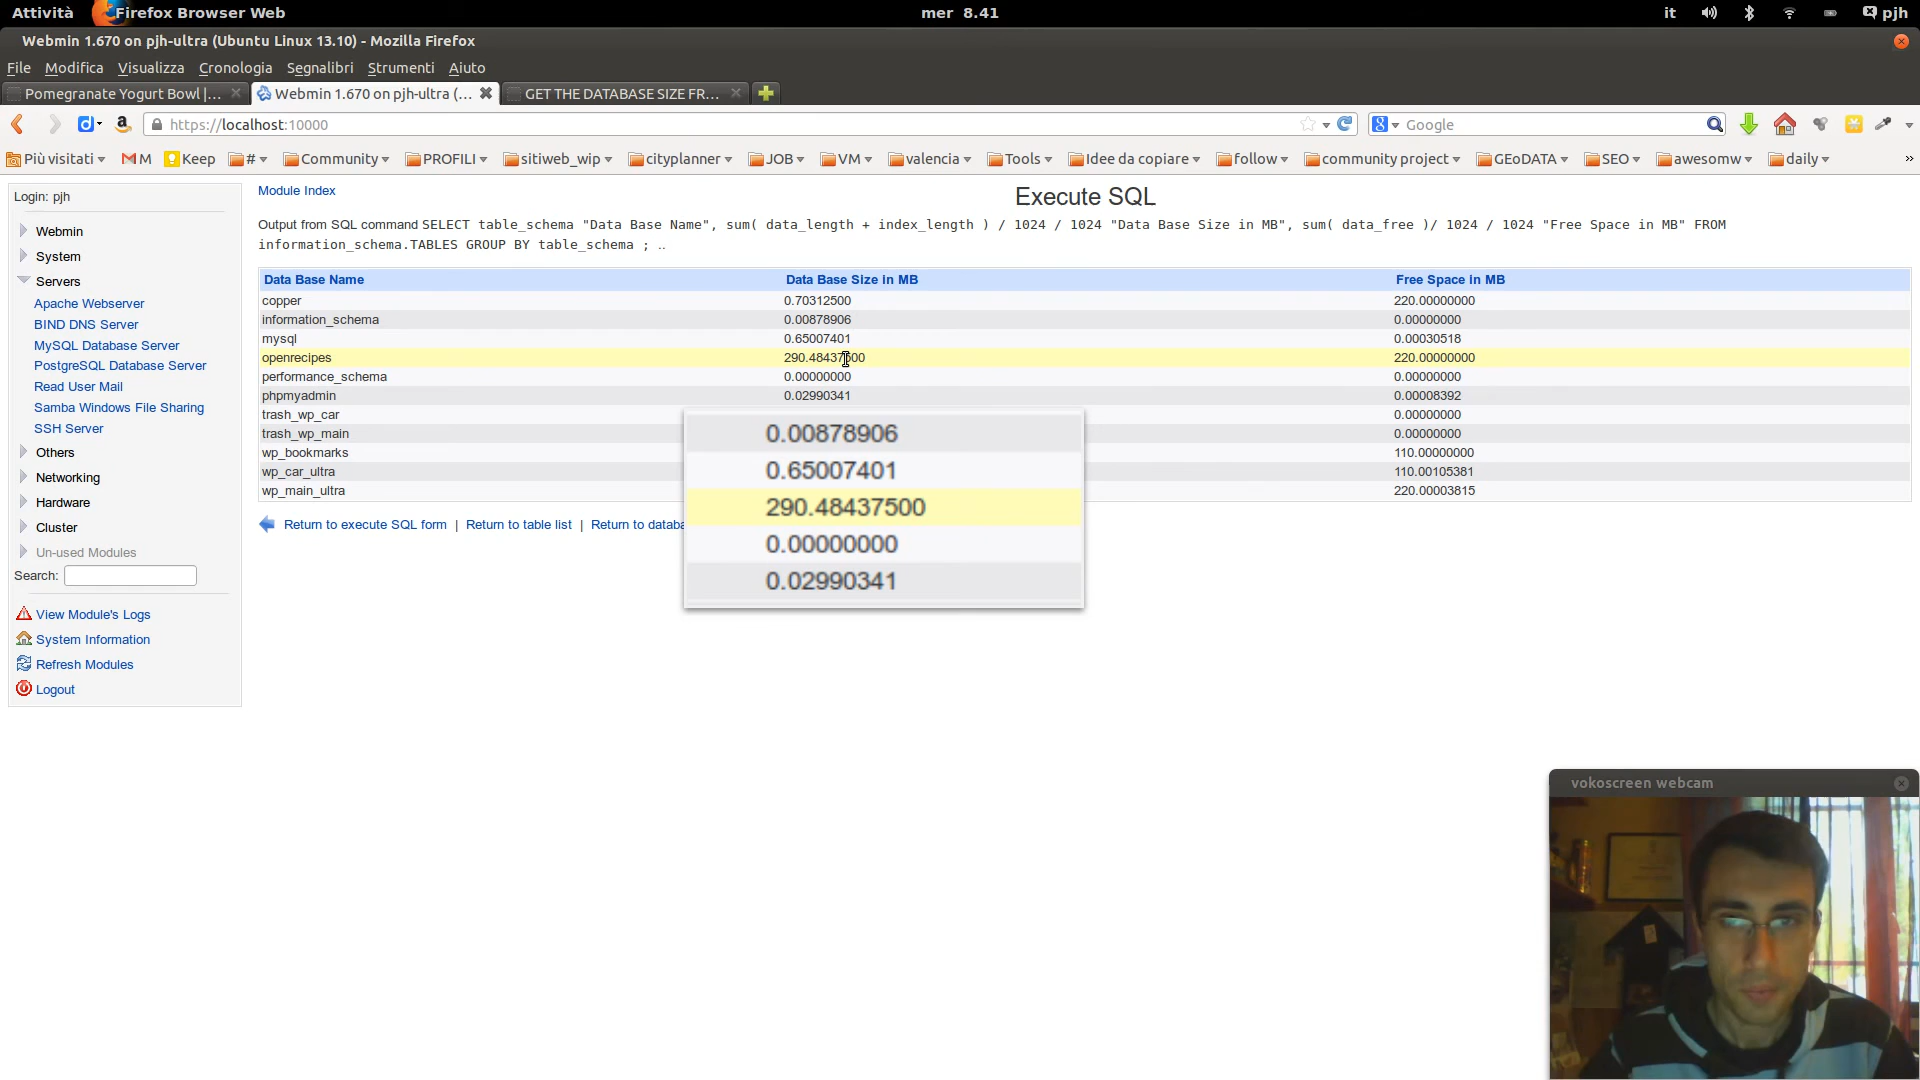 Attività Firefox Browser Web mer 8.41 it pjh
Webmin 1.670 on pjh-ultra (Ubuntu Linux 13.10) - Mozilla Firefox
File Modifica Visualizza Cronologia Segnalibri Strumenti Aiuto
Pomegranate Yogurt Bowl |... Webmin 1.670 on pjh-ultra (... GET THE DATABASE SIZE FR...
https://localhost:10000 Google
Più visitati M Keep # Community PROFILI sitiweb_wip cityplanner JOB VM valencia Tools Idee da copiare follow community project GEoDATA SEO awesomw daily »
Login: pjh
Webmin
System
Servers
Apache Webserver
BIND DNS Server
MySQL Database Server
PostgreSQL Database Server
Read User Mail
Samba Windows File Sharing
SSH Server
Others
Networking
Hardware
Cluster
Un-used Modules
Search:
View Module's Logs
System Information
Refresh Modules
Logout
Module Index
Execute SQL
Output from SQL command SELECT table_schema "Data Base Name", sum( data_length + index_length ) / 1024 / 1024 "Data Base Size in MB", sum( data_free )/ 1024 / 1024 "Free Space in MB" FROM
information_schema.TABLES GROUP BY table_schema ; ..
Data Base Name Data Base Size in MB Free Space in MB
copper 0.70312500 220.00000000
information_schema 0.00878906 0.00000000
mysql 0.65007401 0.00030518
openrecipes 290.48437500 220.00000000
performance_schema 0.00000000 0.00000000
phpmyadmin 0.02990341 0.00008392
trash_wp_car 0.00000000
trash_wp_main 0.00000000
wp_bookmarks 110.00000000
wp_car_ultra 110.00105381
wp_main_ultra 220.00003815
0.00878906
0.65007401
290.48437500
0.00000000
0.02990341
Return to execute SQL form | Return to table list | Return to databa
vokoscreen webcam